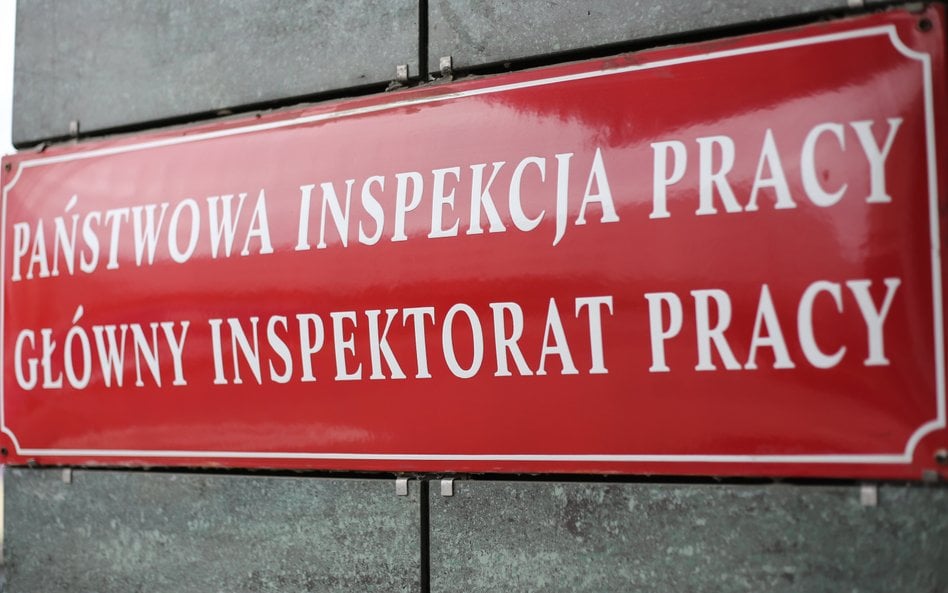 PAŃSTWOWA INSPEKCJA PRACY
GŁÓWNY INSPEKTORAT PRACY